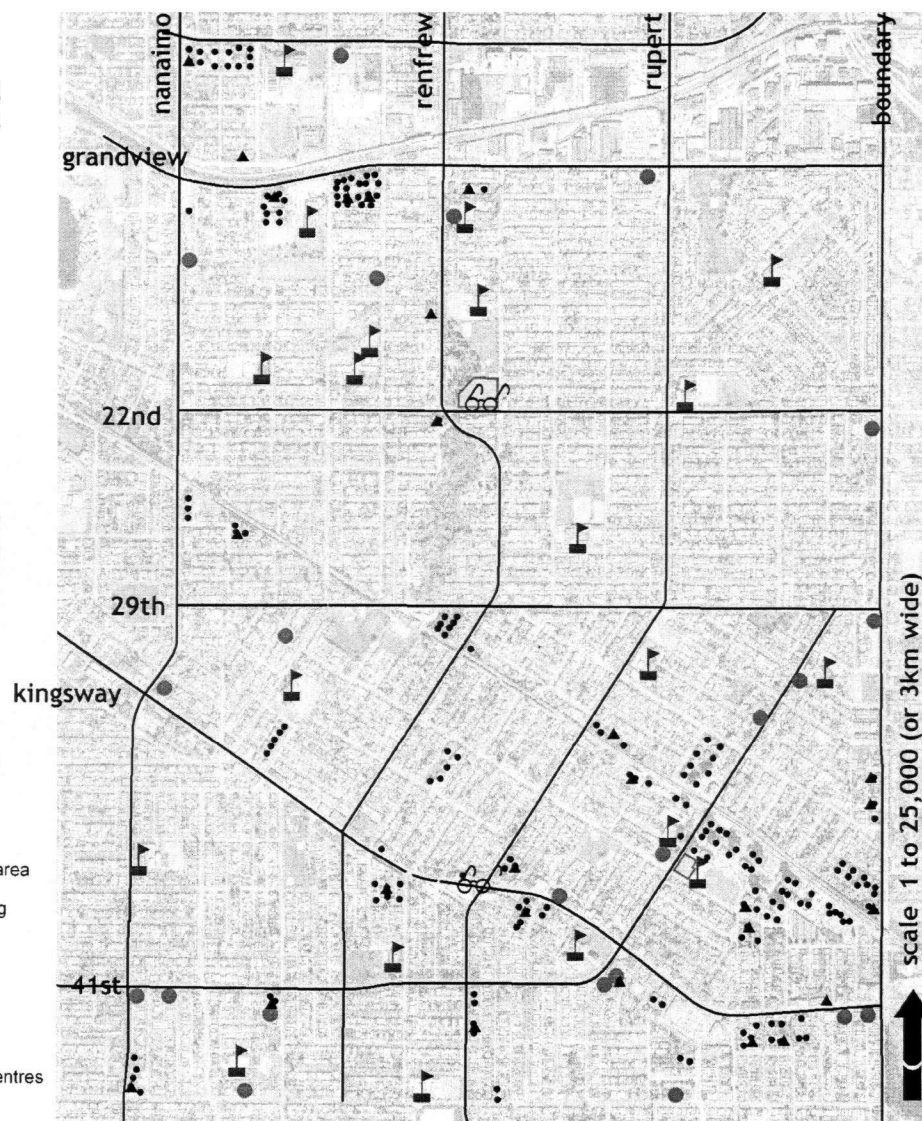 nanaimo
renfrew
rupert
boundary
grandview
22nd
29th
kingsway
area
g
41st
entres
scale 1 to 25,000 (or 3km wide)